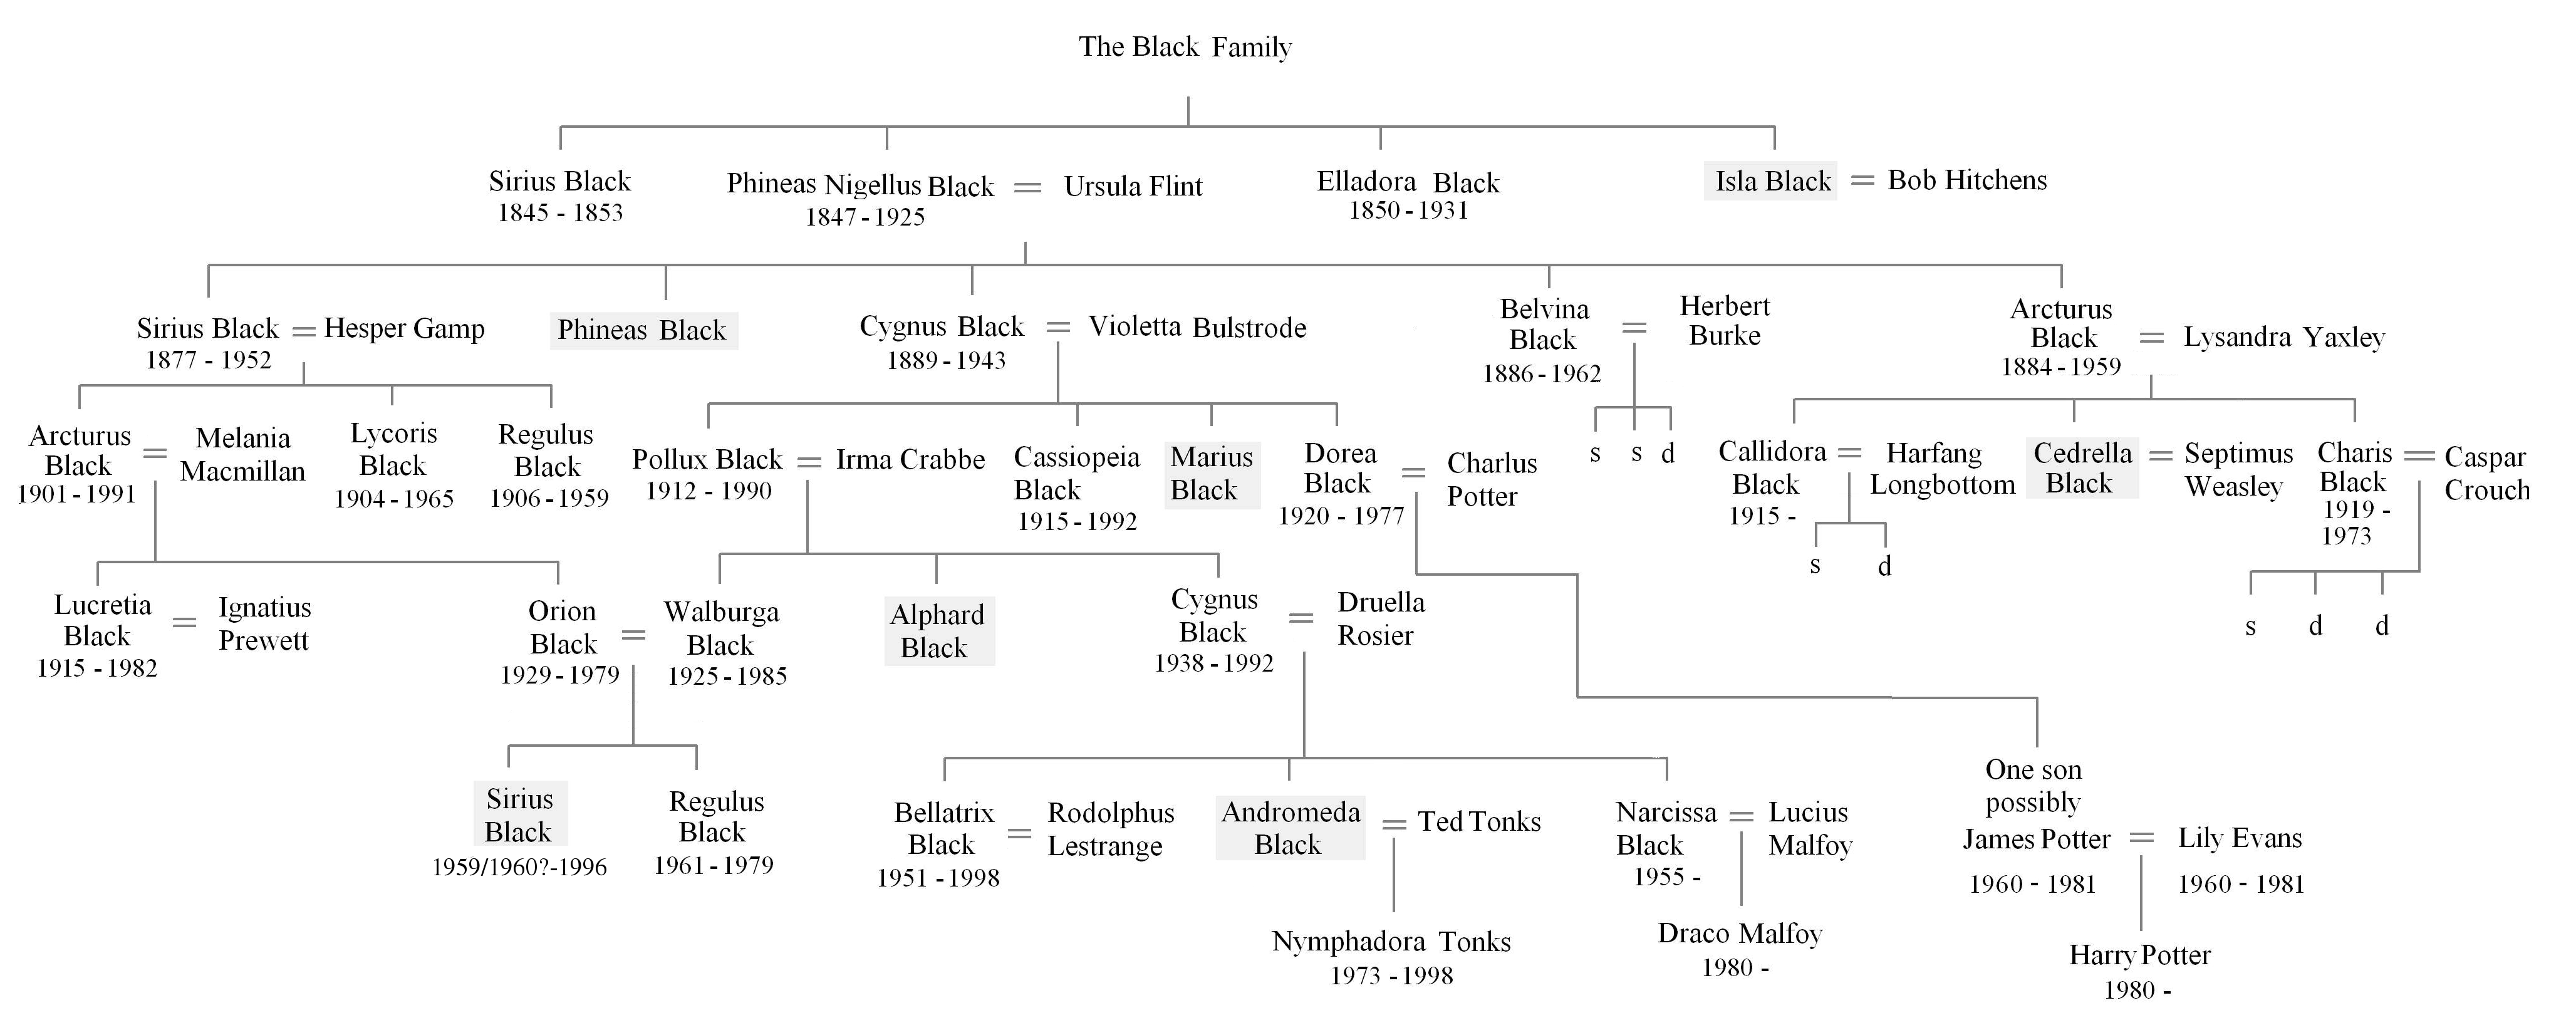 The Black Family
Sirius Black
1845 - 1853
Phineas Nigellus Black = Ursula Flint
1847 - 1925
Elladora Black
1850 - 1931
Isla Black = Bob Hitchens
Sirius Black = Hesper Gamp
1877 - 1952
Phineas Black
Cygnus Black = Violetta Bulstrode
1889 - 1943
Belvina
Black
1886 - 1962
=
Herbert
Burke
Arcturus
Black
1884 - 1959
= Lysandra Yaxley
Arcturus
Black
1901 - 1991
=
Melania
Macmillan
Lycoris
Black
1904 - 1965
Regulus
Black
1906 - 1959
Pollux Black = Irma Crabbe
1912 - 1990
Cassiopeia
Black
1915 - 1992
Marius
Black
Dorea
Black
1920 - 1977
=
Charlus
Potter
s s d
Callidora
Black
1915 -
=
Harfang
Longbottom
Cedrella
Black
=
Septimus
Weasley
Charis
Black
1919 -
1973
=
Caspar
Crouch
s d
s d d
Lucretia
Black
1915 - 1982
=
Ignatius
Prewett
Orion
Black
1929 - 1979
=
Walburga
Black
1925 - 1985
Alphard
Black
Cygnus
Black
1938 - 1992
=
Druella
Rosier
Sirius
Black
1959/1960?-1996
Regulus
Black
1961 - 1979
Bellatrix
Black
1951 - 1998
=
Rodolphus
Lestrange
Andromeda
Black
= Ted Tonks
Narcissa
Black
1955 -
=
Lucius
Malfoy
One son
possibly
James Potter = Lily Evans
1960 - 1981 1960 - 1981
Nymphadora Tonks
1973 - 1998
Draco Malfoy
1980 -
Harry Potter
1980 -